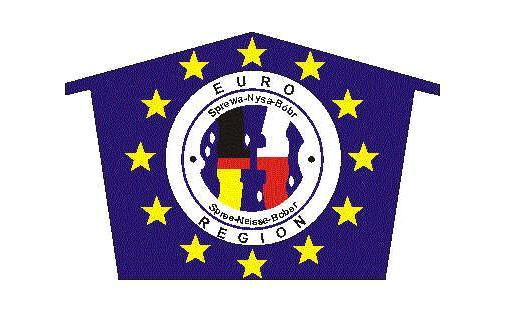 EURO
Sprewa-Nysa-Bóbr
Spree-Neisse-Bober
REGION